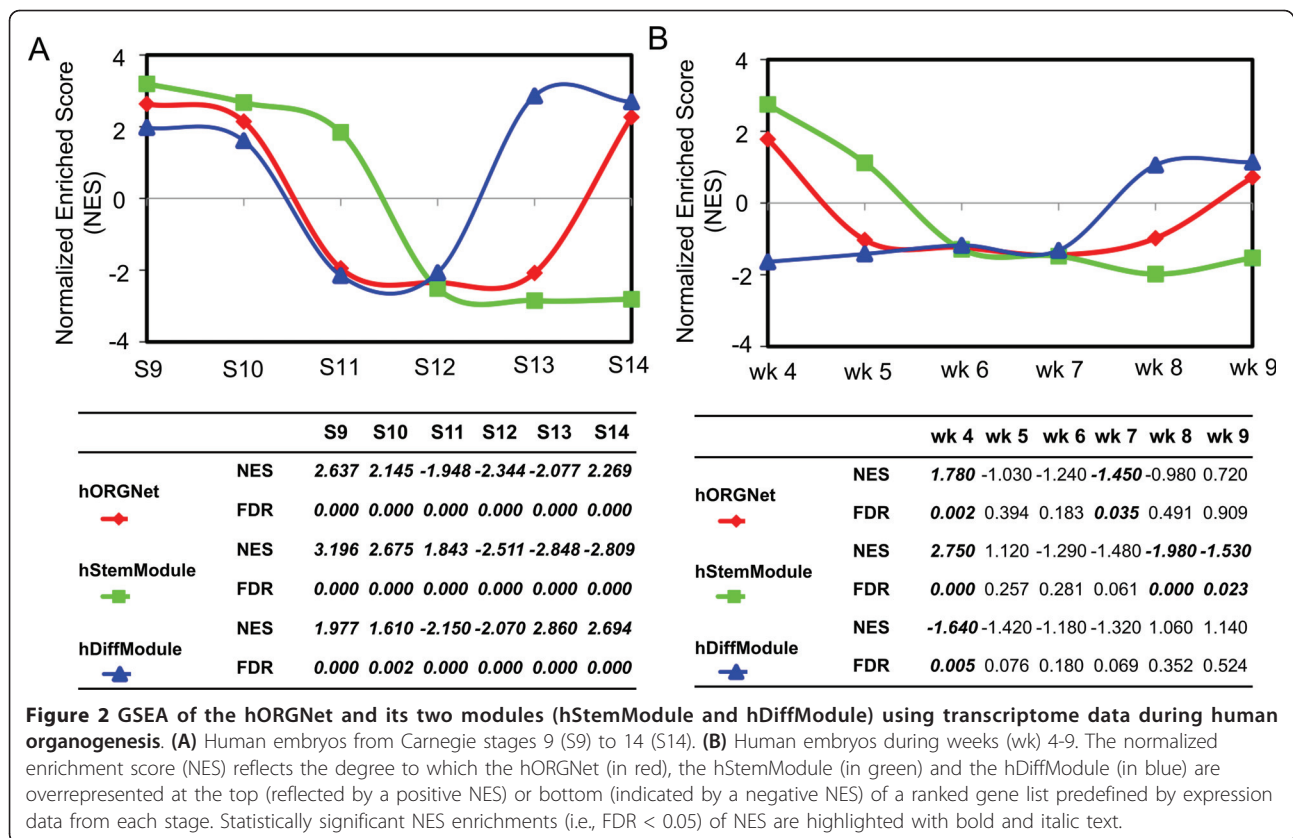 A
B
Normalized Enriched Score
(NES)
4
2
0
-2
-4
S9 S10 S11 S12 S13 S14
Normalized Enriched Score
(NES)
4
2
0
-2
-4
wk 4 wk 5 wk 6 wk 7 wk 8 wk 9
S9 S10 S11 S12 S13 S14
hORGNet
NES 2.637 2.145 -1.948 -2.344 -2.077 2.269
FDR 0.000 0.000 0.000 0.000 0.000 0.000
hStemModule
NES 3.196 2.675 1.843 -2.511 -2.848 -2.809
FDR 0.000 0.000 0.000 0.000 0.000 0.000
hDiffModule
NES 1.977 1.610 -2.150 -2.070 2.860 2.694
FDR 0.000 0.002 0.000 0.000 0.000 0.000
wk 4 wk 5 wk 6 wk 7 wk 8 wk 9
hORGNet
NES 1.780 -1.030 -1.240 -1.450 -0.980 0.720
FDR 0.002 0.394 0.183 0.035 0.491 0.909
hStemModule
NES 2.750 1.120 -1.290 -1.480 -1.980 -1.530
FDR 0.000 0.257 0.281 0.061 0.000 0.023
hDiffModule
NES -1.640 -1.420 -1.180 -1.320 1.060 1.140
FDR 0.005 0.076 0.180 0.069 0.352 0.524
Figure 2 GSEA of the hORGNet and its two modules (hStemModule and hDiffModule) using transcriptome data during human
organogenesis. (A) Human embryos from Carnegie stages 9 (S9) to 14 (S14). (B) Human embryos during weeks (wk) 4-9. The normalized
enrichment score (NES) reflects the degree to which the hORGNet (in red), the hStemModule (in green) and the hDiffModule (in blue) are
overrepresented at the top (reflected by a positive NES) or bottom (indicated by a negative NES) of a ranked gene list predefined by expression
data from each stage. Statistically significant NES enrichments (i.e., FDR < 0.05) of NES are highlighted with bold and italic text.